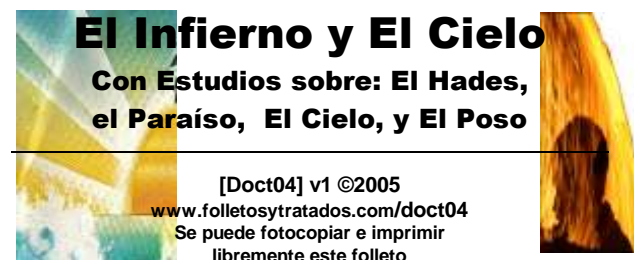 El Infierno y El Cielo
Con Estudios sobre: El Hades,
el Paraíso, El Cielo, y El Poso
[Doct04] v1 ©2005
www.folletosytratados.com/doct04
Se puede fotocopiar e imprimir
libremente este folleto